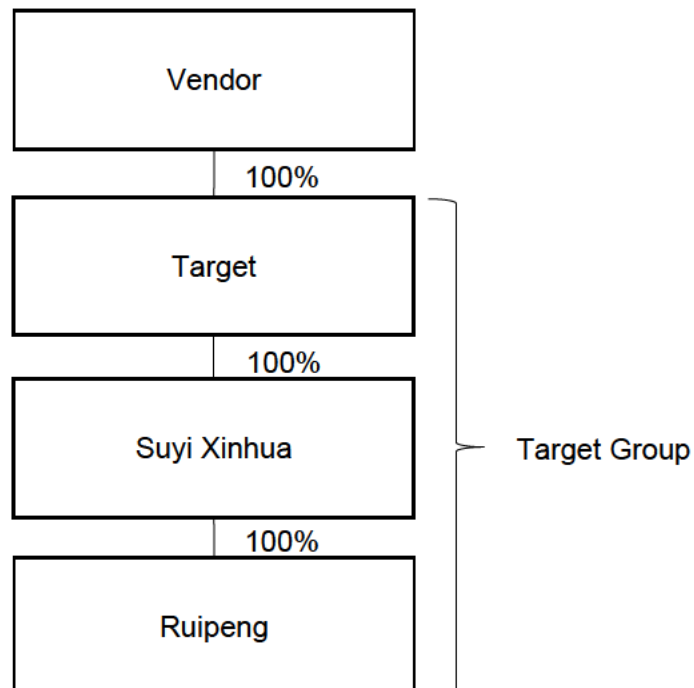 Vendor
100%
Target
100%
Suyi Xinhua
Target Group
100%
Ruipeng